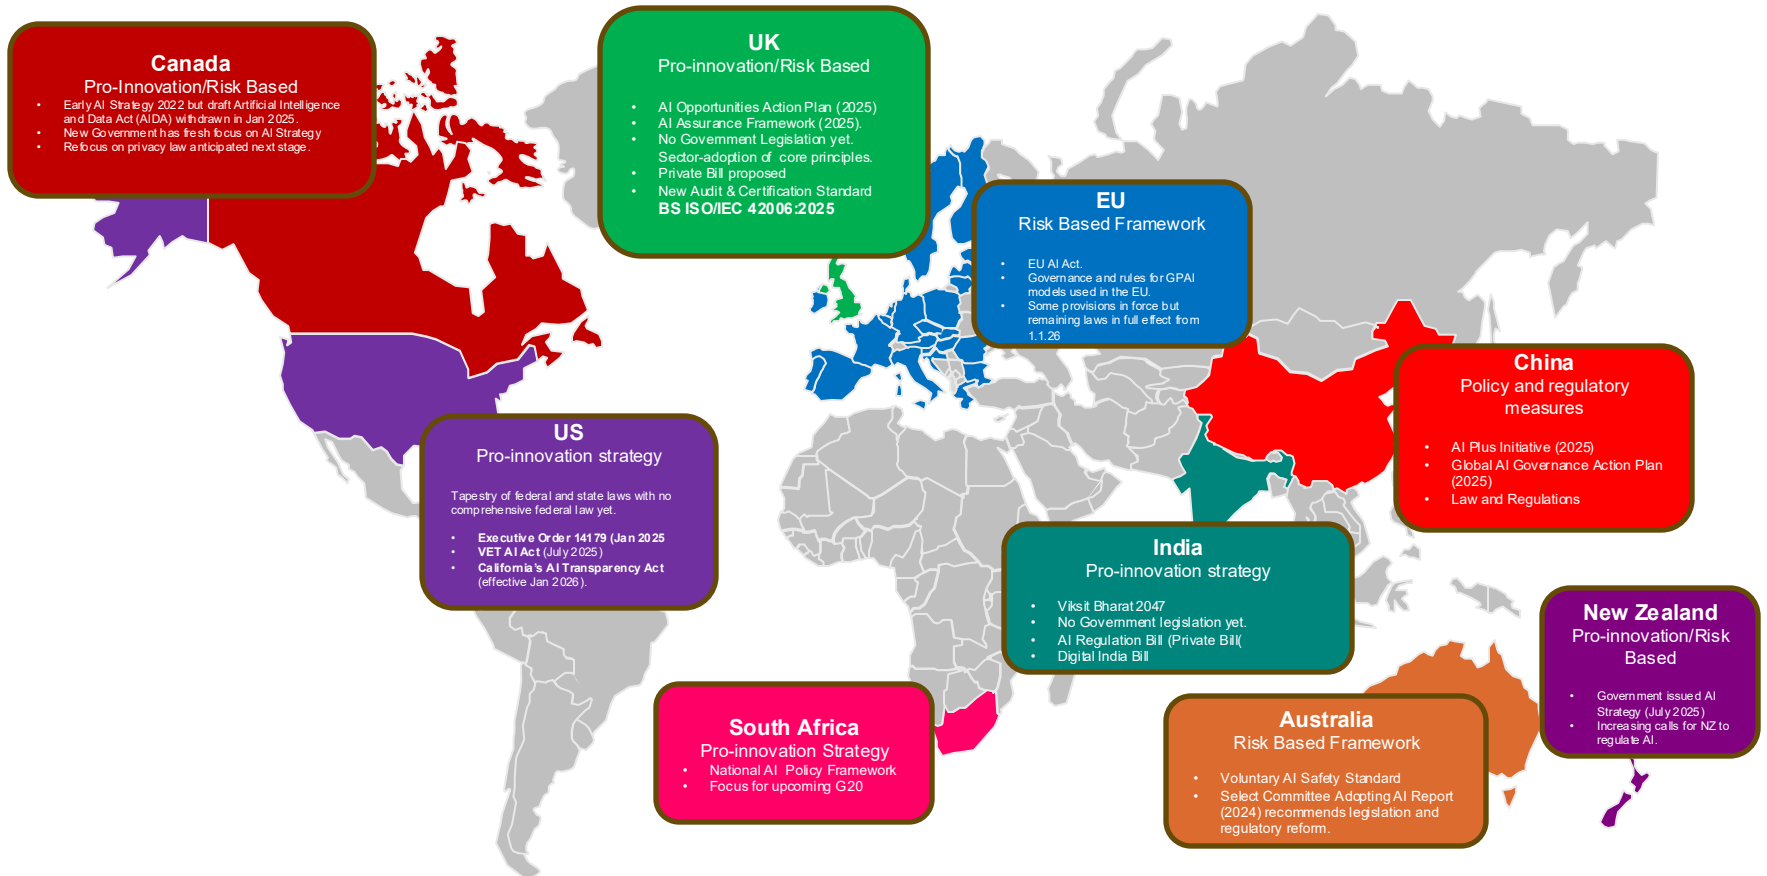 Canada
Pro-Innovation/Risk Based
• Early AI Strategy 2022 but draft Artificial Intelligence
and Data Act (AIDA) withdrawn in Jan 2025.
• New Government has fresh focus on AI Strategy
• Refocus on privacy law anticipated next stage.
UK
Pro-innovation/Risk Based
• AI Opportunities Action Plan (2025)
• AI Assurance Framework (2025).
• No Government Legislation yet.
Sector-adoption of core principles.
• Private Bill proposed
• New Audit & Certification Standard
BS ISO/IEC 42006:2025
EU
Risk Based Framework
• EU AI Act.
• Governance and rules for GPAI
models used in the EU.
• Some provisions in force but
remaining laws in full effect from
1.1.26
China
Policy and regulatory
measures
• AI Plus Initiative (2025)
• Global AI Governance Action Plan
(2025)
• Law and Regulations
US
Pro-innovation strategy
Tapestry of federal and state laws with no
comprehensive federal law yet.
• Executive Order 14179 (Jan 2025
• VET AI Act (July 2025)
• California's AI Transparency Act
(effective Jan 2026).
India
Pro-innovation strategy
• Viksit Bharat 2047
• No Government legislation yet.
• AI Regulation Bill (Private Bill(
• Digital India Bill
New Zealand
Pro-innovation/Risk
Based
• Government issued AI
Strategy (July 2025)
• Increasing calls for NZ to
regulate AI.
South Africa
Pro-innovation Strategy
• National AI Policy Framework
• Focus for upcoming G20
Australia
Risk Based Framework
• Voluntary AI Safety Standard
• Select Committee Adopting AI Report
(2024) recommends legislation and
regulatory reform.